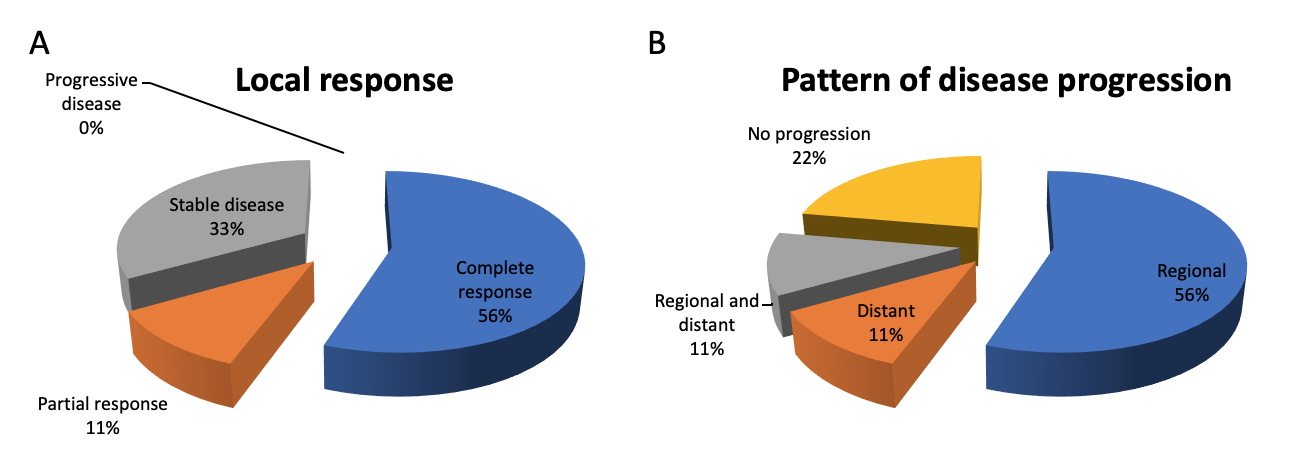 A
Local response
Progressive
disease
0%
Stable disease
33%
Complete
response
56%
Partial response
11%
B
Pattern of disease progression
No progression
22%
Regional
56%
Regional and
distant
11%
Distant
11%